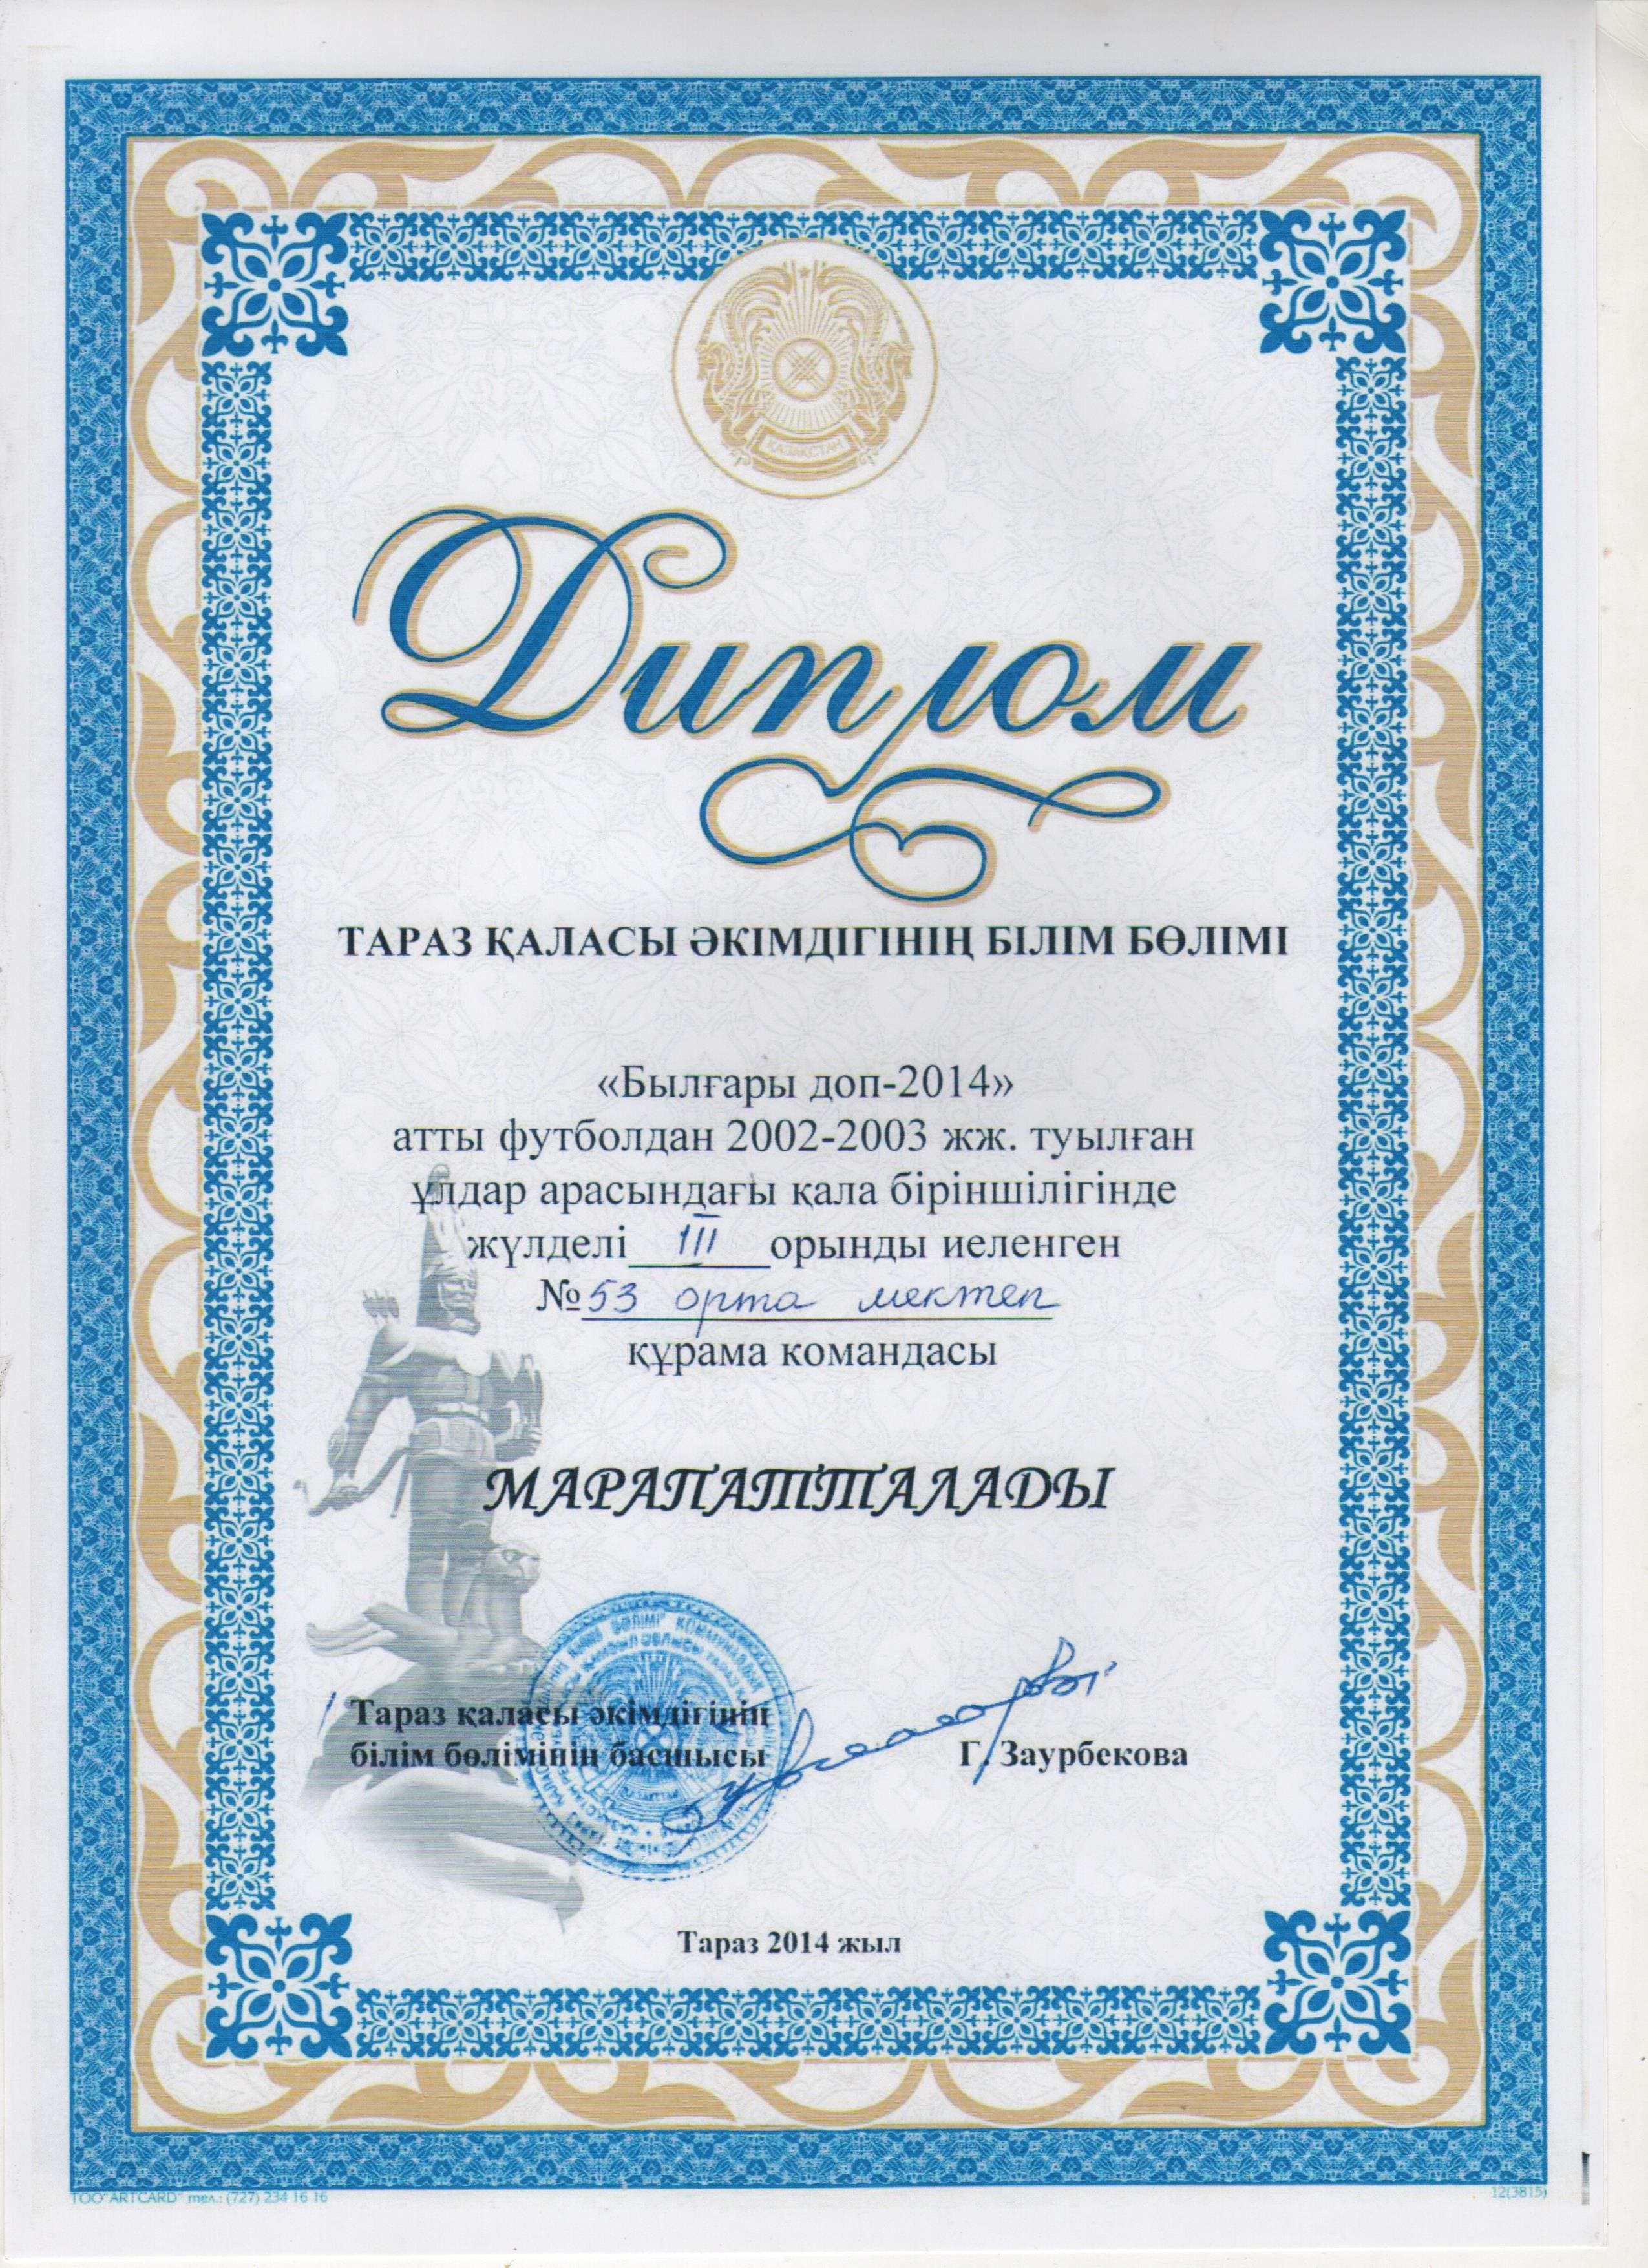 ҚАЗАҚСТАН
Диплом
ТАРАЗ ҚАЛАСЫ ӘКІМДІГІНІҢ БІЛІМ БӨЛІМІ
«Былғары доп-2014»
атты футболдан 2002-2003 жж. туылған
ұлдар арасындағы қала біріншілігінде
жүлделі III орынды иеленген
№53 орта мектеп
құрама командасы
МАРАПАТТАЛАДЫ
Тараз қаласы әкімдігінің
білім бөлімінің басшысы Г. Заурбекова
Тараз 2014 жыл
ТОО "ARTCARD" тел.: (727) 234 16 16 12(3815)